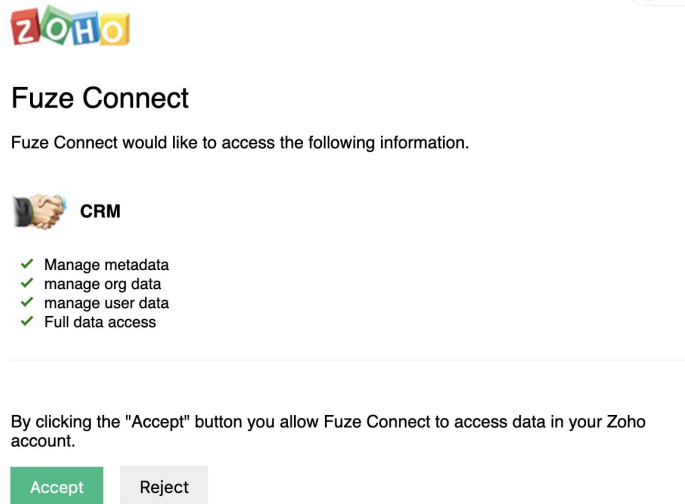 ZOHO
Fuze Connect
Fuze Connect would like to access the following information.
CRM
Manage metadata
manage org data
manage user data
Full data access
By clicking the "Accept" button you allow Fuze Connect to access data in your Zoho
account.
Accept
Reject